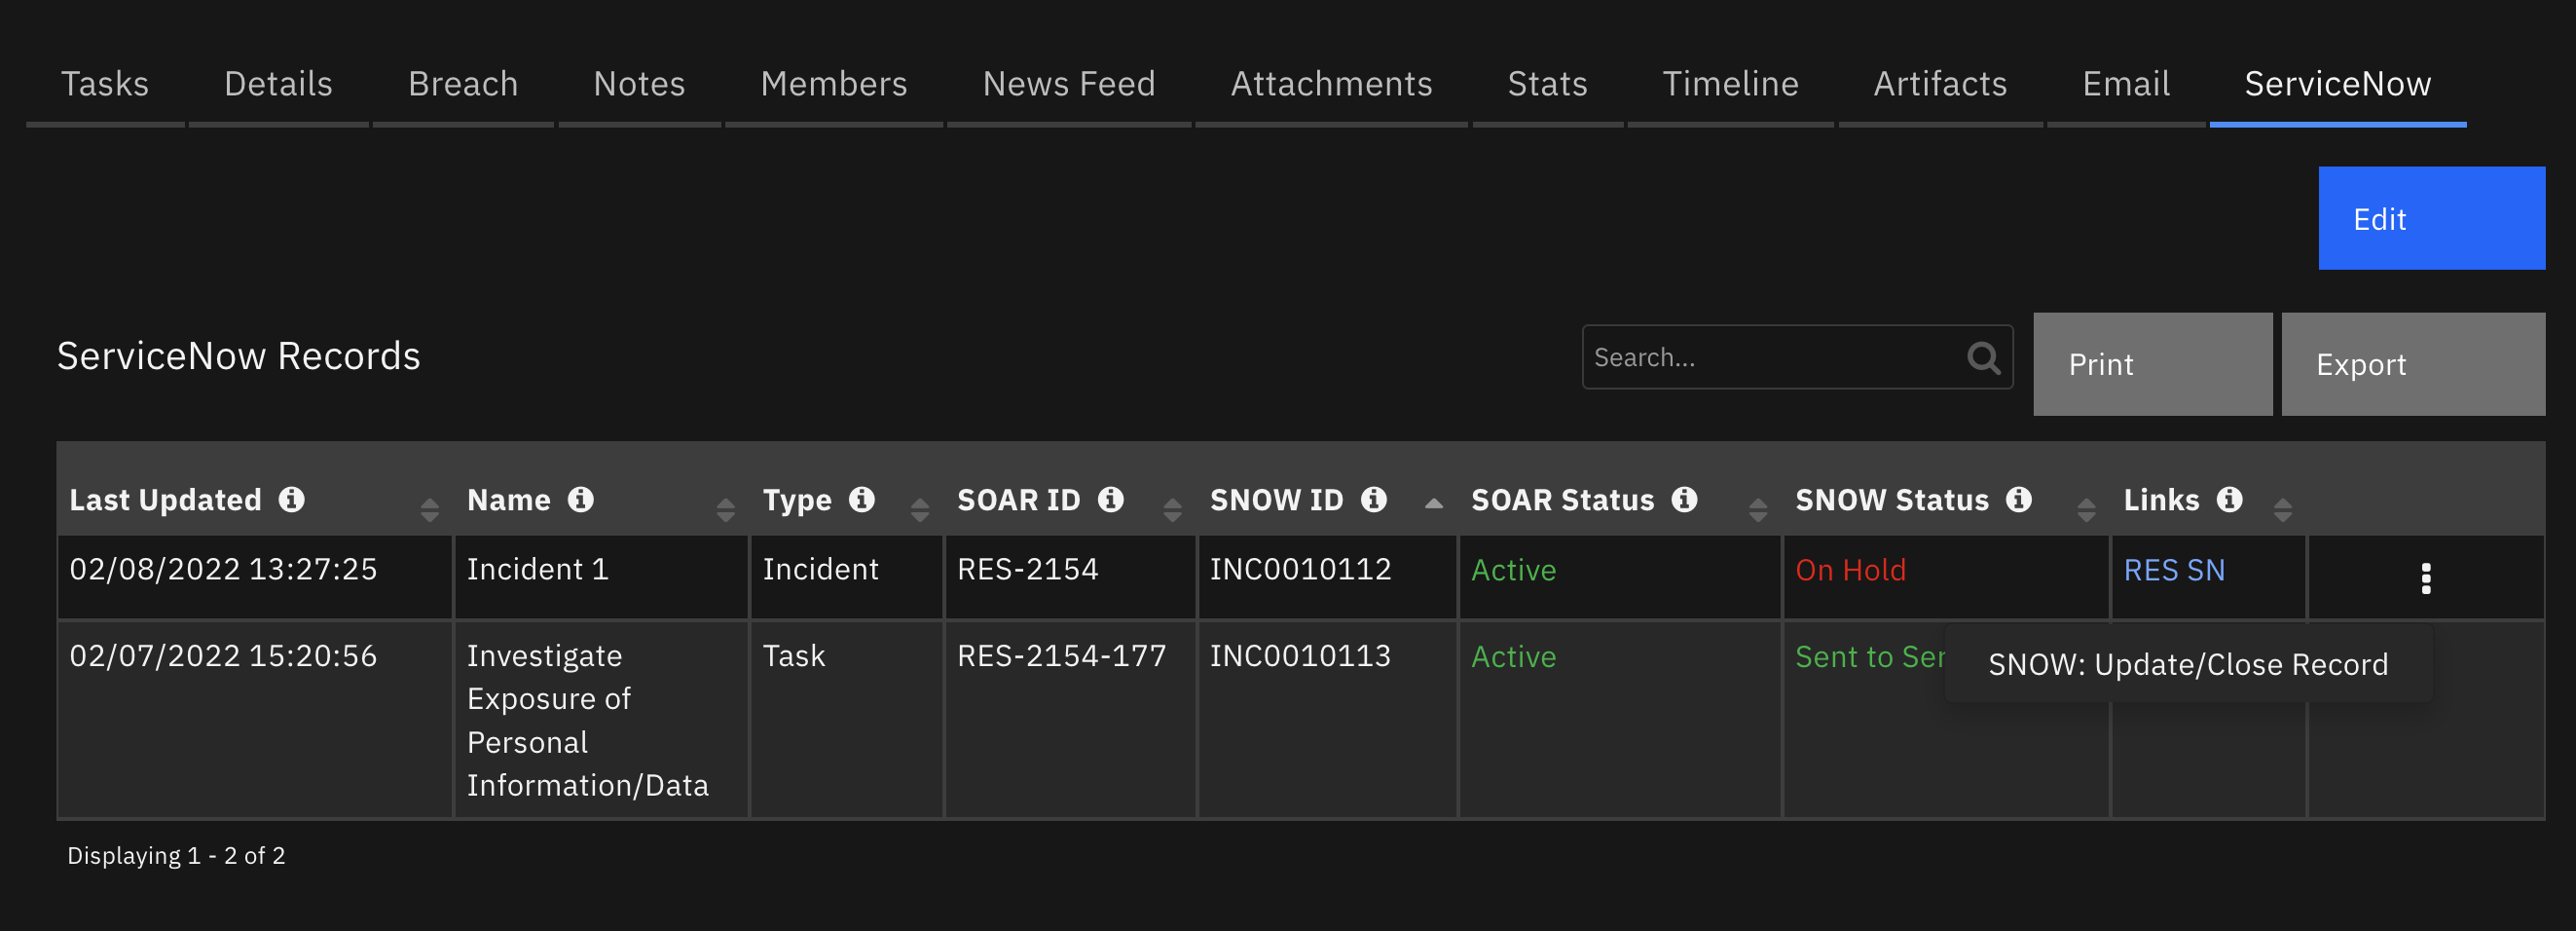 Tasks Details Breach Notes Members News Feed Attachments Stats Timeline Artifacts Email ServiceNow
Edit
ServiceNow Records
Search...
Print
Export
Last Updated Name Type SOAR ID SNOW ID SOAR Status SNOW Status Links
02/08/2022 13:27:25 Incident 1 Incident RES-2154 INC0010112 Active On Hold RES SN
02/07/2022 15:20:56 Investigate Task RES-2154-177 INC0010113 Active Sent to
Exposure of
Personal
Information/Data
SNOW: Update/Close Record
Displaying 1 - 2 of 2